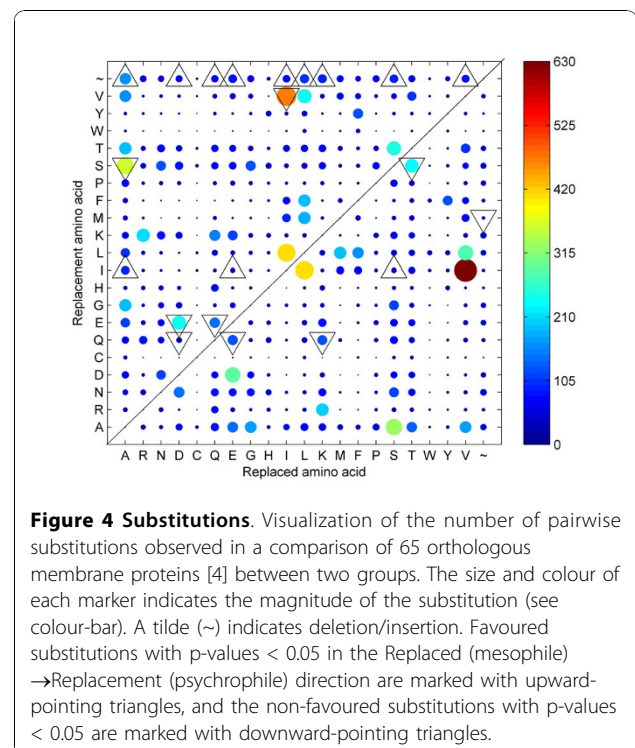 ~
V
Y
W
T
S
P
F
M
K
L
I
H
G
E
Q
C
D
N
R
A
Replacement amino acid
A R N D C Q E G H I L K M F P S T W Y V ~
Replaced amino acid
630
525
420
315
210
105
0
Figure 4 Substitutions. Visualization of the number of pairwise
substitutions observed in a comparison of 65 orthologous
membrane proteins [4] between two groups. The size and colour of
each marker indicates the magnitude of the substitution (see
colour-bar). A tilde (~) indicates deletion/insertion. Favoured
substitutions with p-values < 0.05 in the Replaced (mesophile)
→Replacement (psychrophile) direction are marked with upward-
pointing triangles, and the non-favoured substitutions with p-values
< 0.05 are marked with downward-pointing triangles.